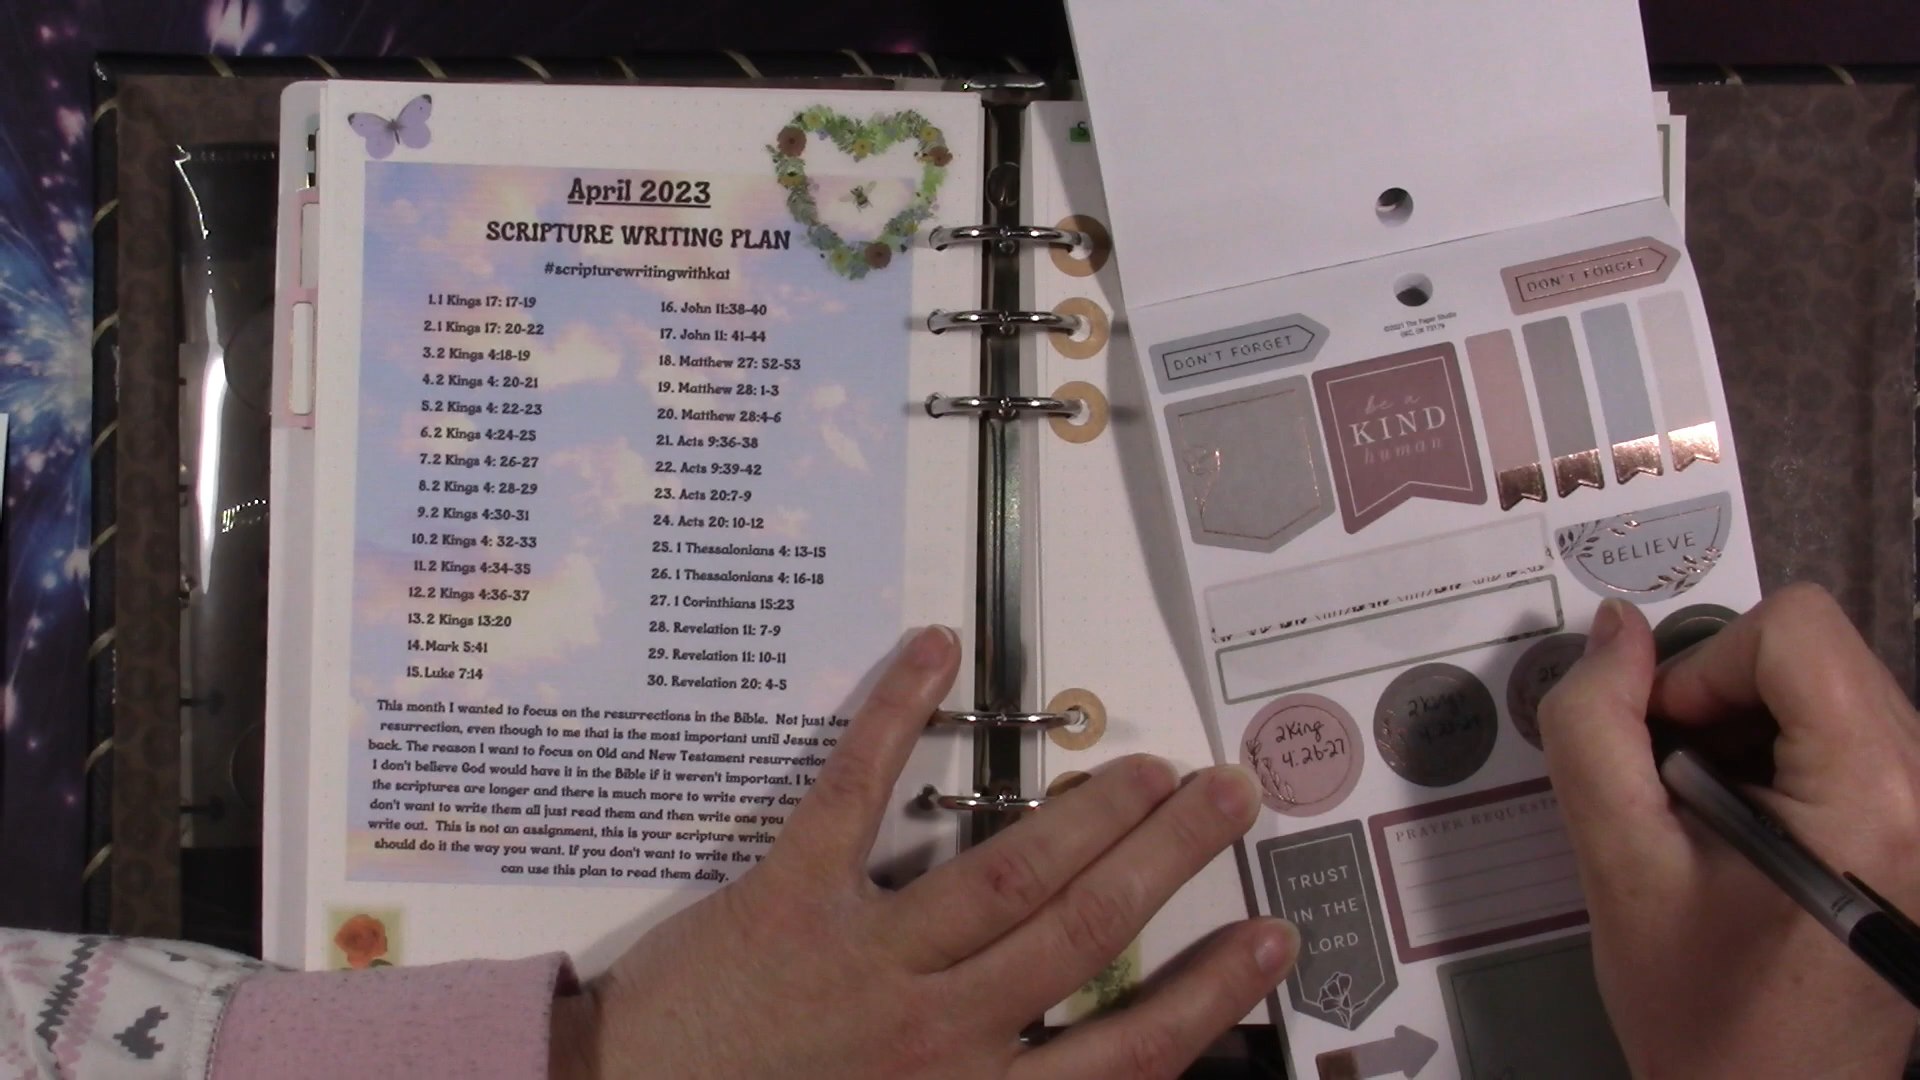 April 2023
SCRIPTURE WRITING PLAN
#scripturewritingwithkat
1. 1 Kings 17: 17-19
2. 1 Kings 17: 20-22
3. 2 Kings 4:18-19
4. 2 Kings 4: 20-21
5. 2 Kings 4: 22-23
6. 2 Kings 4:24-25
7. 2 Kings 4: 26-27
8. 2 Kings 4: 28-29
9. 2 Kings 4:30-31
10. 2 Kings 4: 32-33
11. 2 Kings 4:34-35
12. 2 Kings 4:36-37
13. 2 Kings 13:20
14. Mark 5:41
15. Luke 7:14
16. John 11:38-40
17. John 11: 41-44
18. Matthew 27: 52-53
19. Matthew 28: 1-3
20. Matthew 28:4-6
21. Acts 9:36-38
22. Acts 9:39-42
23. Acts 20:7-9
24. Acts 20: 10-12
25. 1 Thessalonians 4: 13-15
26. 1 Thessalonians 4: 16-18
27. 1 Corinthians 15:23
28. Revelation 11: 7-9
29. Revelation 11: 10-11
30. Revelation 20: 4-5
This month I wanted to focus on the resurrections in the Bible. Not just
resurrection, even though to me that is the most important until Jesus
back. The reason I want to focus on Old and New Testament
I don't believe God would have it in the Bible if it weren't important. I
the scriptures are longer and there is much more to write every day
don't want to write them all just read them and then write one you
write out. This is not an assignment, this is your scripture
should do it the way you want. If you don't want to write the
can use this plan to read them daily.
S
DON'T FORGET
©2021 The Paper Studio
OKC, OK 73179
DON'T FORGET
be a
KIND
human
BELIEVE
2King
4:26-27
2Kings
PRAYER REQUESTS
TRUST
IN THE
LORD